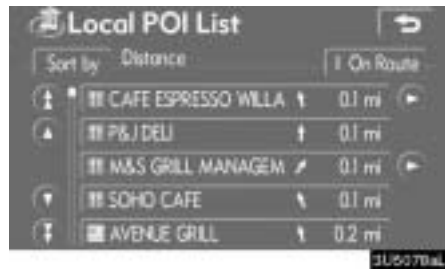 Local POI List
Sort by Distance On Route
CAFE ESPRESSO WILLA 0.1 mi
P&J DELI 0.1 mi
M&S GRILL MANAGEM 0.1 mi
SOHO CAFE 0.1 mi
AVENUE GRILL 0.2 mi